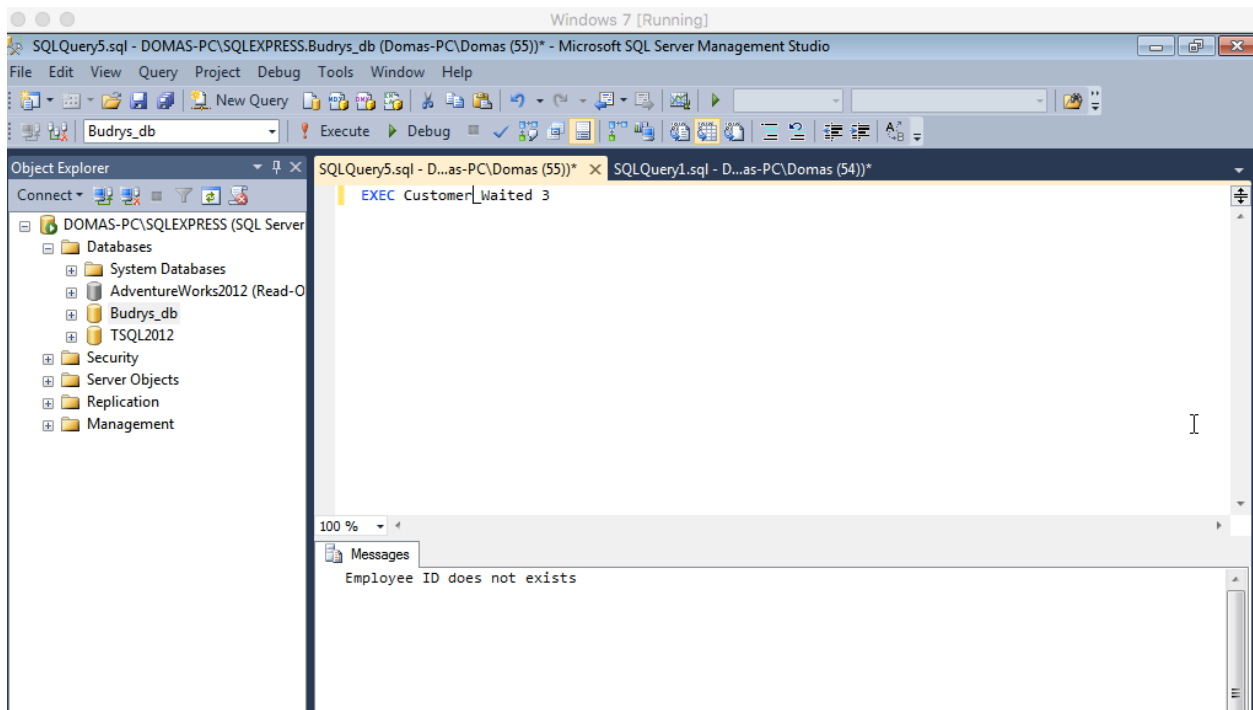 Windows 7 [Running]
SQLQuery5.sql - DOMAS-PC\SQLEXPRESS.Budrys_db (Domas-PC\Domas (55))* - Microsoft SQL Server Management Studio
File Edit View Query Project Debug Tools Window Help
New Query
Budrys_db Execute Debug
Object Explorer
Connect
DOMAS-PC\SQLEXPRESS (SQL Server
Databases
System Databases
AdventureWorks2012 (Read-O
Budrys_db
TSQL2012
Security
Server Objects
Replication
Management
SQLQuery5.sql - D...as-PC\Domas (55))* SQLQuery1.sql - D...as-PC\Domas (54))*
EXEC Customer_Waited 3
100 %
Messages
Employee ID does not exists